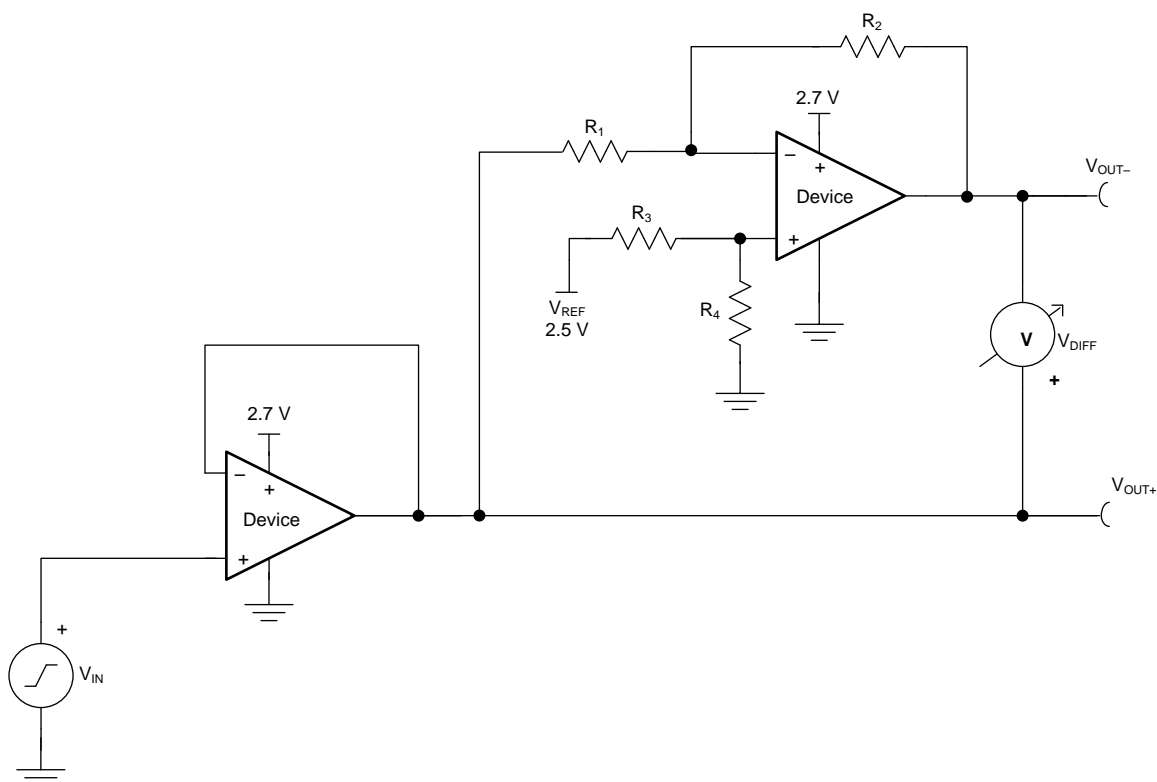 R2
2.7 V
R1
VOUT–
–
+
Device
R3
+
VREF
2.5 V
R4
V
VDIFF
+
2.7 V
–
+
Device
VOUT+
+
+
VIN